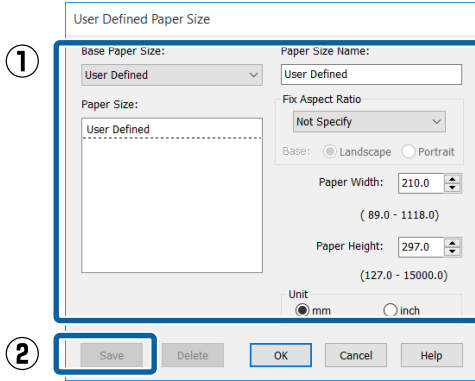 User Defined Paper Size
①
Base Paper Size:
User Defined
Paper Size:
User Defined
Paper Size Name:
User Defined
Fix Aspect Ratio
Not Specify
Base: Landscape Portrait
Paper Width: 210.0
( 89.0 - 1118.0)
Paper Height: 297.0
(127.0 - 15000.0)
Unit
mm inch
②
Save Delete OK Cancel Help